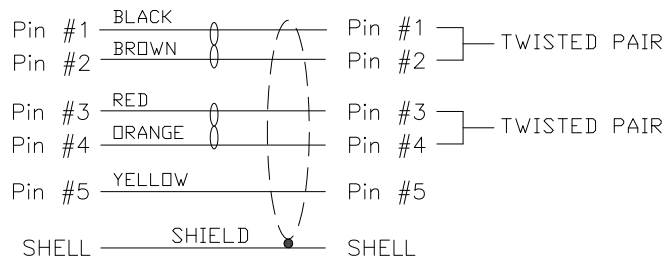 BLACK
Pin #1 Pin #1
BROWN TWISTED PAIR
Pin #2 Pin #2
RED
Pin #3 Pin #3
ORANGE TWISTED PAIR
Pin #4 Pin #4
YELLOW
Pin #5 Pin #5
SHIELD
SHELL SHELL